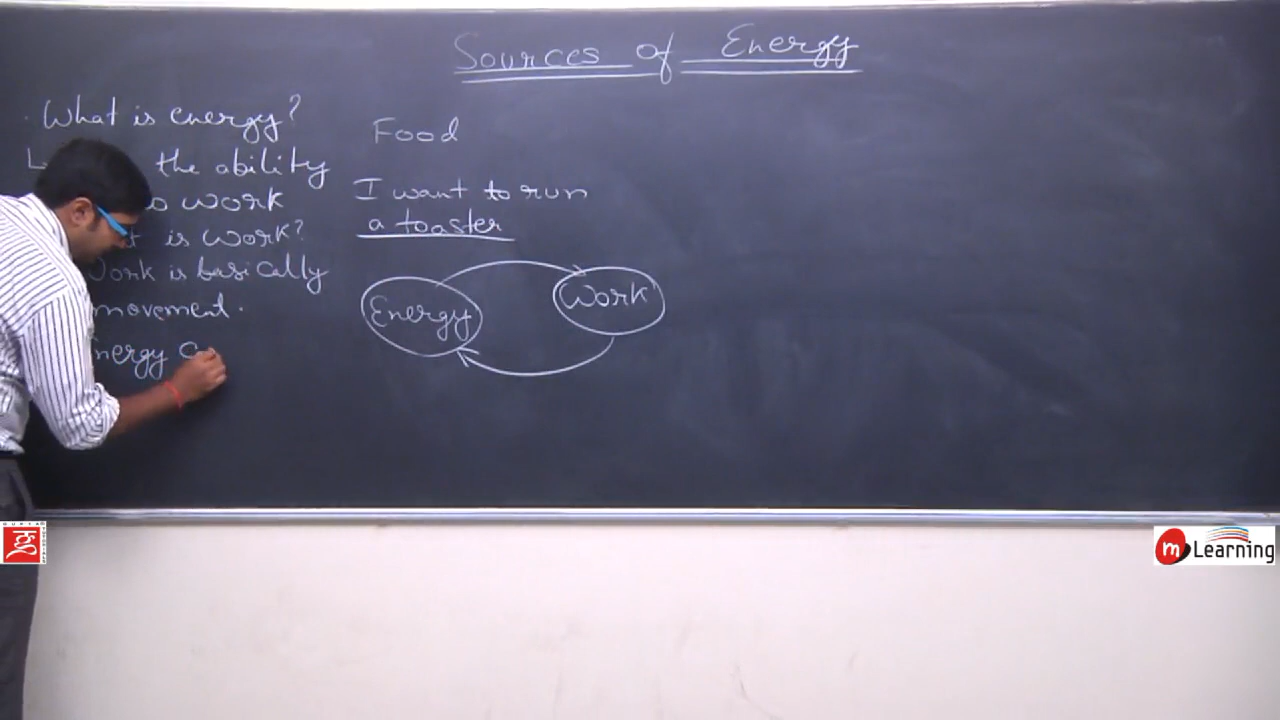 Sources of Energy
What is energy?
the ability
work
is work?
Work is basically
movement.
Energy
Food
I want to run
a toaster
Energy
Work
m Learning